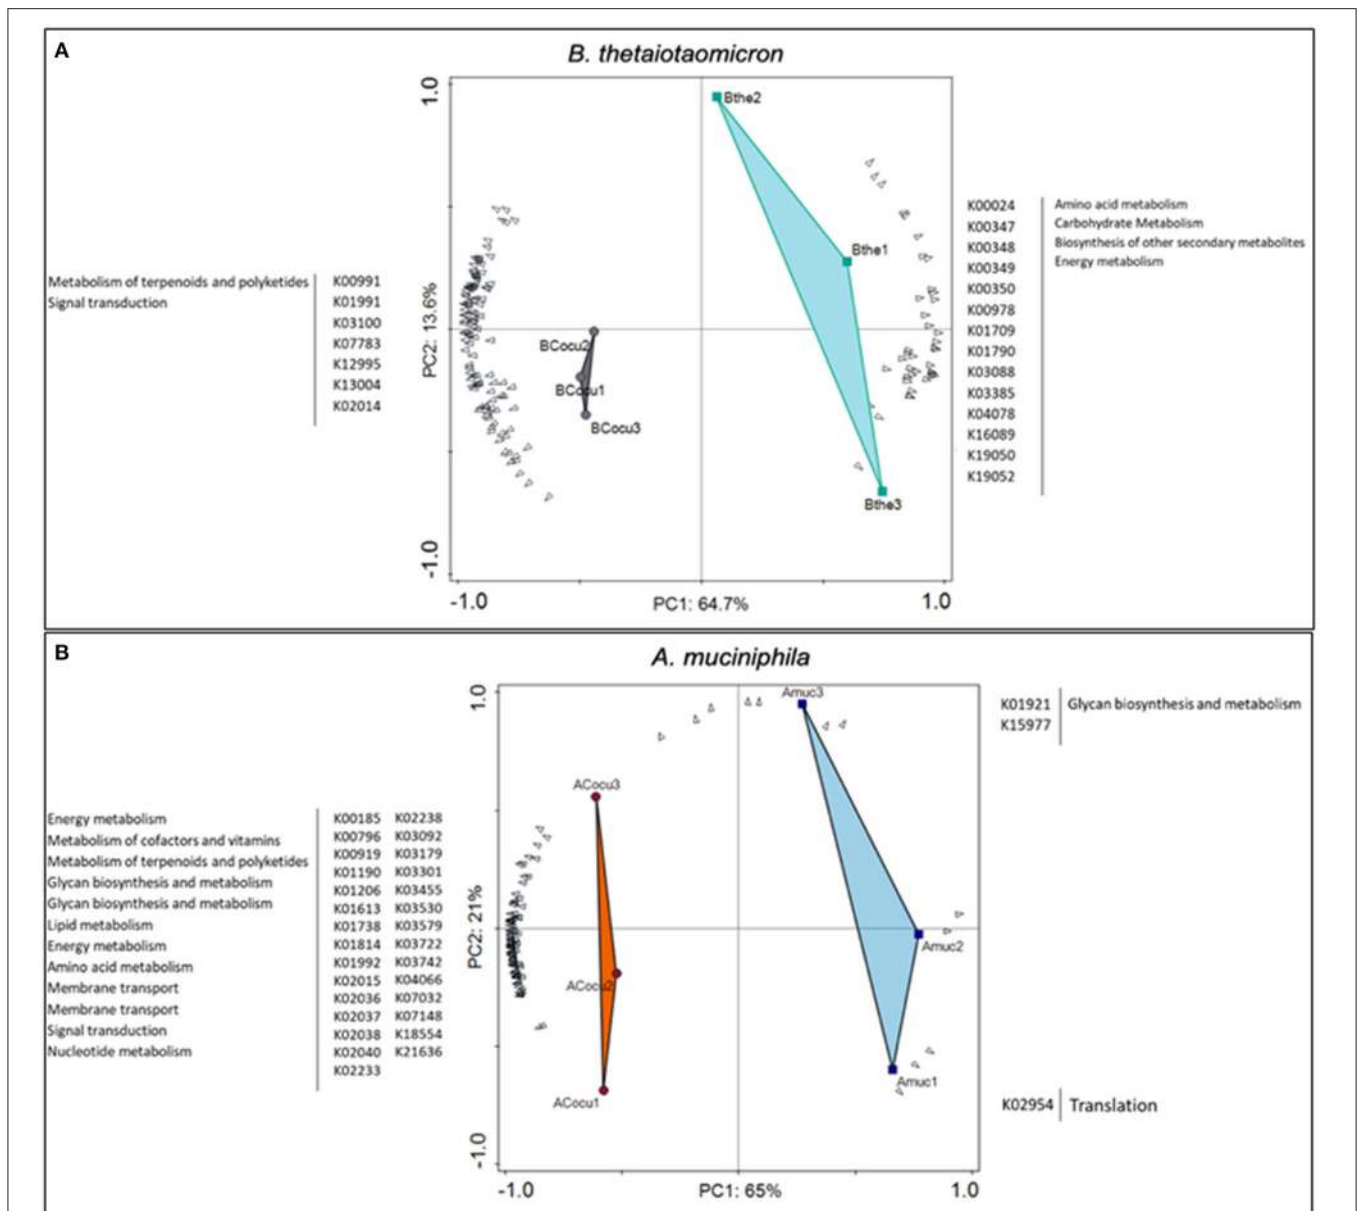 A
B. thetaiotaomicron
1.0
PC2: 13.6%
-1.0
-1.0
PC1: 64.7%
1.0
Bthe2
Bthe1
Bthe3
BCocu2
BCocu1
BCocu3
Metabolism of terpenoids and polyketides
Signal transduction
K00991
K01991
K03100
K07783
K12995
K13004
K02014
K00024
K00347
K00348
K00349
K00350
K00978
K01709
K01790
K03088
K03385
K04078
K16089
K19050
K19052
Amino acid metabolism
Carbohydrate Metabolism
Biosynthesis of other secondary metabolites
Energy metabolism
B
A. muciniphila
1.0
PC2: 21%
-1.0
-1.0
PC1: 65%
1.0
Amuc3
Amuc2
Amuc1
ACocu3
ACocu2
ACocu1
Energy metabolism
Metabolism of cofactors and vitamins
Metabolism of terpenoids and polyketides
Glycan biosynthesis and metabolism
Glycan biosynthesis and metabolism
Lipid metabolism
Energy metabolism
Amino acid metabolism
Membrane transport
Membrane transport
Signal transduction
Nucleotide metabolism
K00185 K02238
K00796 K03092
K00919 K03179
K01190 K03301
K01206 K03455
K01613 K03530
K01738 K03579
K01814 K03722
K01992 K03742
K02015 K04066
K02036 K07032
K02037 K07148
K02038 K18554
K02040 K21636
K02233
K01921 Glycan biosynthesis and metabolism
K15977
K02954 Translation